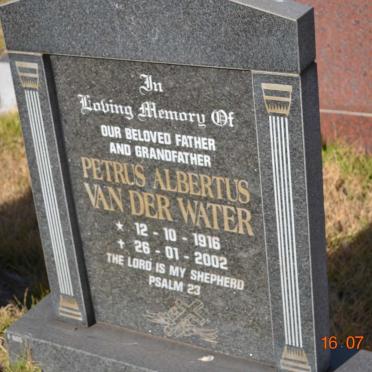 In
Loving Memory Of
OUR BELOVED FATHER
AND GRANDFATHER
PETRUS ALBERTUS
VAN DER WATER
★ 12 - 10 - 1916
✝ 26 - 01 - 2002
THE LORD IS MY SHEPHERD
PSALM 23
16.07.